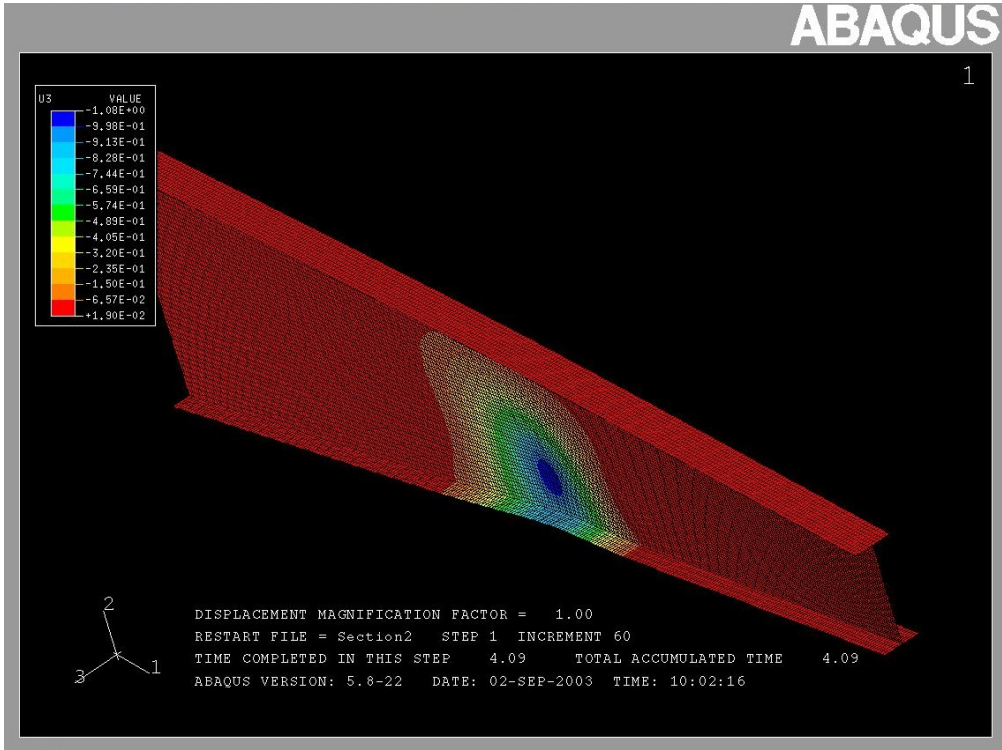 ABAQUS
1
U3 VALUE
-1.08E+00
-9.98E-01
-9.13E-01
-8.28E-01
-7.44E-01
-6.59E-01
-5.74E-01
-4.89E-01
-4.05E-01
-3.20E-01
-2.35E-01
-1.50E-01
-6.57E-02
+1.90E-02
2
1
3
DISPLACEMENT MAGNIFICATION FACTOR = 1.00
RESTART FILE = Section2 STEP 1 INCREMENT 60
TIME COMPLETED IN THIS STEP 4.09 TOTAL ACCUMULATED TIME 4.09
ABAQUS VERSION: 5.8-22 DATE: 02-SEP-2003 TIME: 10:02:16